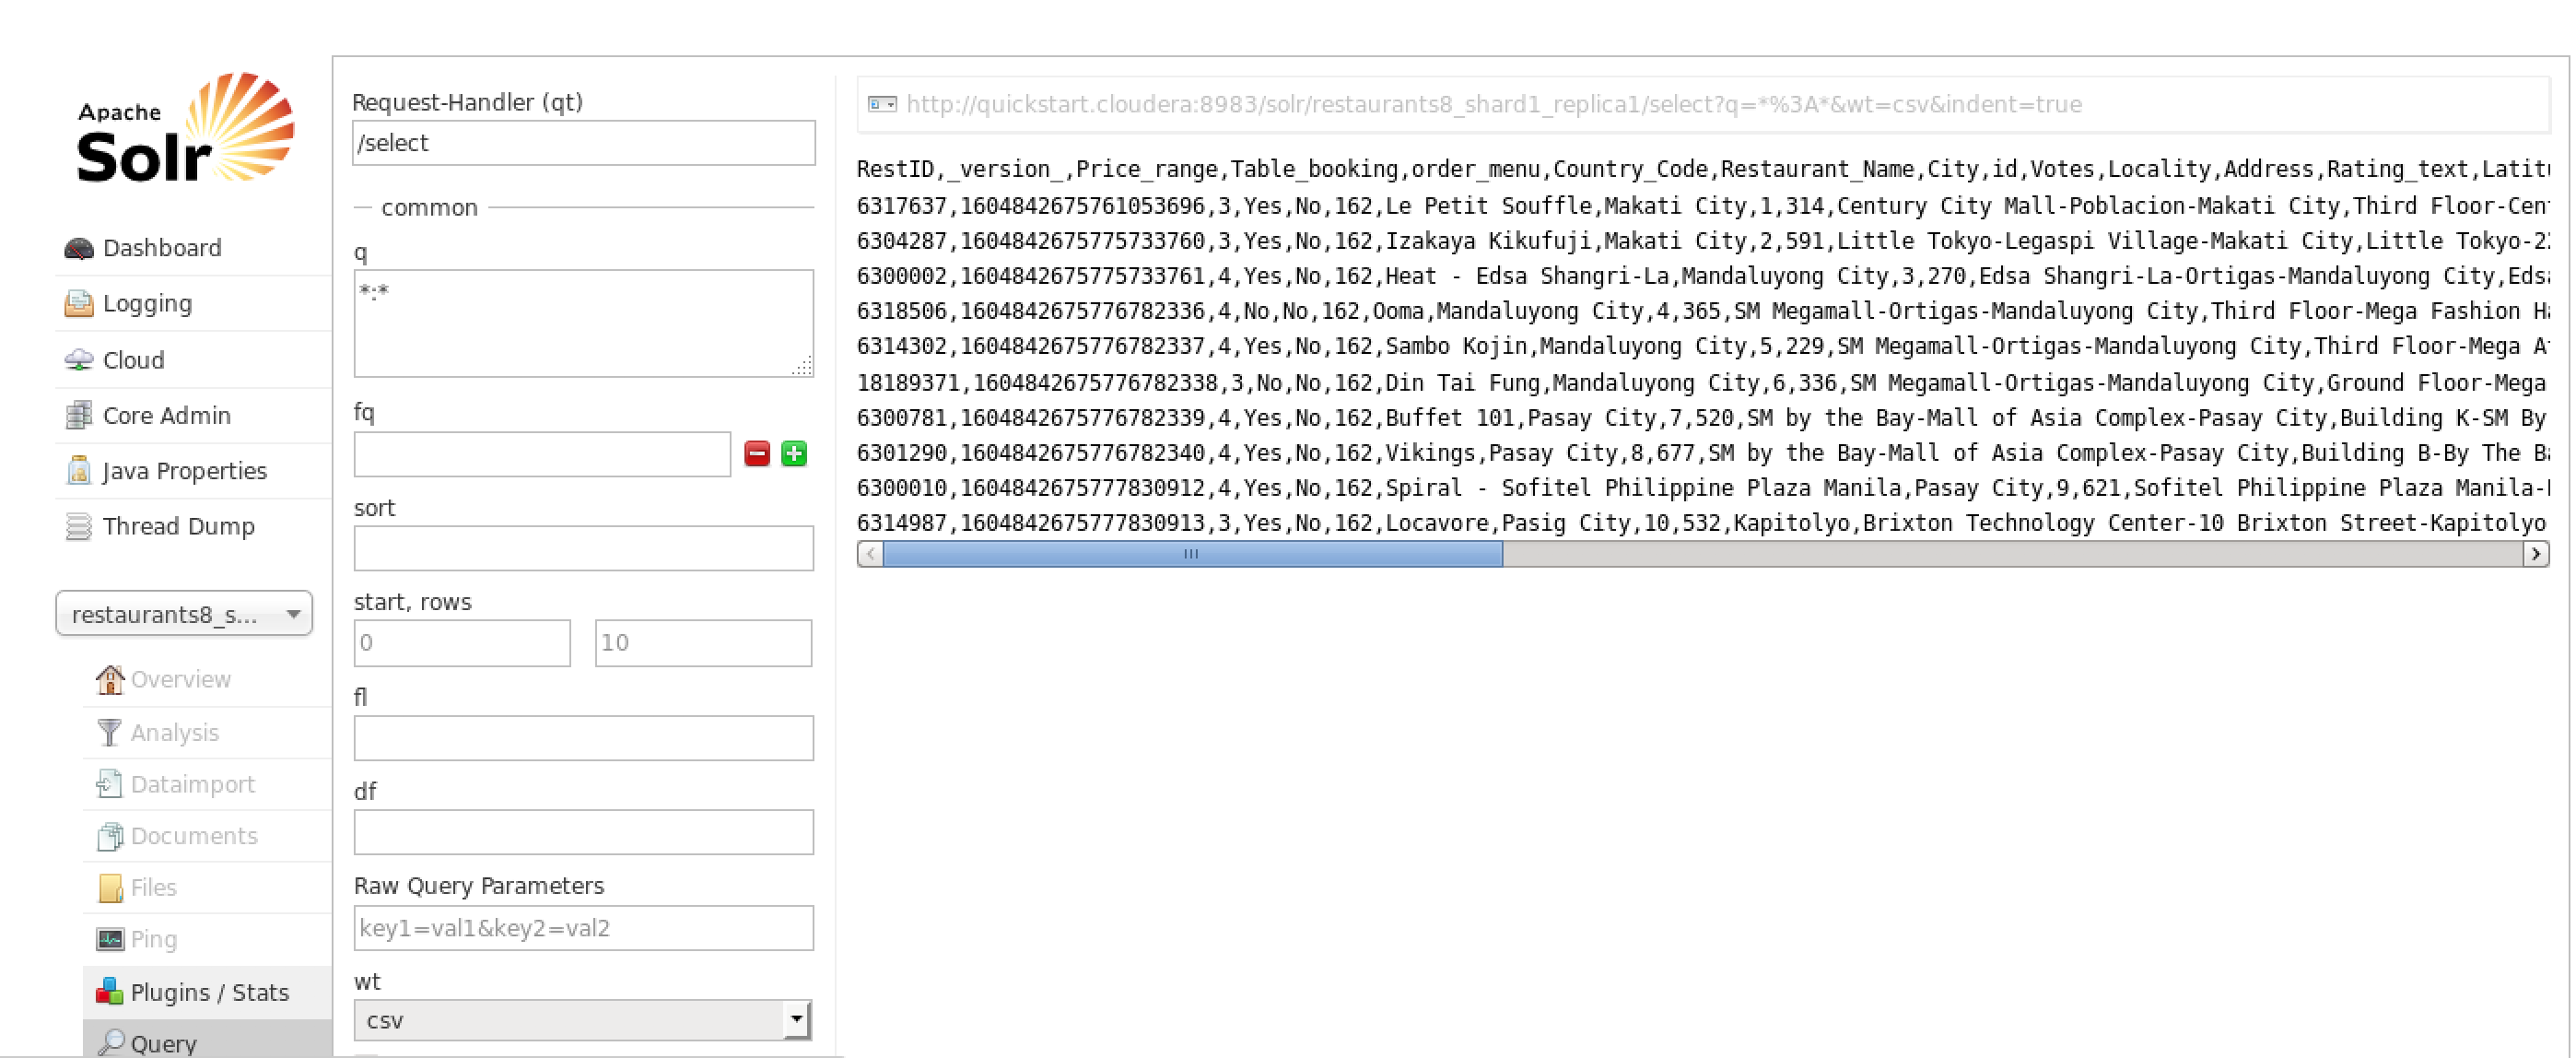 Apache
Solr
Dashboard
Logging
Cloud
Core Admin
Java Properties
Thread Dump
restaurants8_s...
Overview
Analysis
Dataimport
Documents
Files
Ping
Plugins / Stats
Query
Request-Handler (qt)
/select
common
q
*:*
fq
sort
start, rows
0
10
fl
df
Raw Query Parameters
key1=val1&key2=val2
wt
csv
http://quickstart.cloudera:8983/solr/restaurants8_shard1_replica1/select?q=*%3A*&wt=csv&indent=true
RestID,_version_,Price_range,Table_booking,order_menu,Country_Code,Restaurant_Name,City,id,Votes,Locality,Address,Rating_text,Latit
6317637,1604842675761053696,3,Yes,No,162,Le Petit Souffle,Makati City,1,314,Century City Mall-Poblacion-Makati City,Third Floor-Cen
6304287,1604842675775733760,3,Yes,No,162,Izakaya Kikufuji,Makati City,2,591,Little Tokyo-Legaspi Village-Makati City,Little Tokyo-2
6300002,1604842675775733761,4,Yes,No,162,Heat - Edsa Shangri-La,Mandaluyong City,3,270,Edsa Shangri-La-Ortigas-Mandaluyong City,Eds
6318506,1604842675776782336,4,No,No,162,Ooma,Mandaluyong City,4,365,SM Megamall-Ortigas-Mandaluyong City,Third Floor-Mega Fashion H
6314302,1604842675776782337,4,Yes,No,162,Sambo Kojin,Mandaluyong City,5,229,SM Megamall-Ortigas-Mandaluyong City,Third Floor-Mega A
18189371,1604842675776782338,3,No,No,162,Din Tai Fung,Mandaluyong City,6,336,SM Megamall-Ortigas-Mandaluyong City,Ground Floor-Mega
6300781,1604842675776782339,4,Yes,No,162,Buffet 101,Pasay City,7,520,SM by the Bay-Mall of Asia Complex-Pasay City,Building K-SM By
6301290,1604842675776782340,4,Yes,No,162,Vikings,Pasay City,8,677,SM by the Bay-Mall of Asia Complex-Pasay City,Building B-By The B
6300010,1604842675777830912,4,Yes,No,162,Spiral - Sofitel Philippine Plaza Manila,Pasay City,9,621,Sofitel Philippine Plaza Manila-
6314987,1604842675777830913,3,Yes,No,162,Locavore,Pasig City,10,532,Kapitolyo,Brixton Technology Center-10 Brixton Street-Kapitolyo